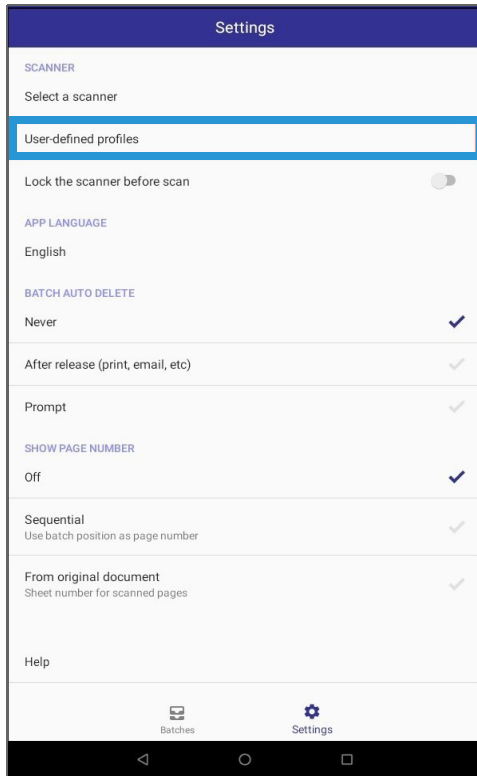 Settings
SCANNER
Select a scanner
User-defined profiles
Lock the scanner before scan
APP LANGUAGE
English
BATCH AUTO DELETE
Never
After release (print, email, etc)
Prompt
SHOW PAGE NUMBER
Off
Sequential
Use batch position as page number
From original document
Sheet number for scanned pages
Help
Batches
Settings